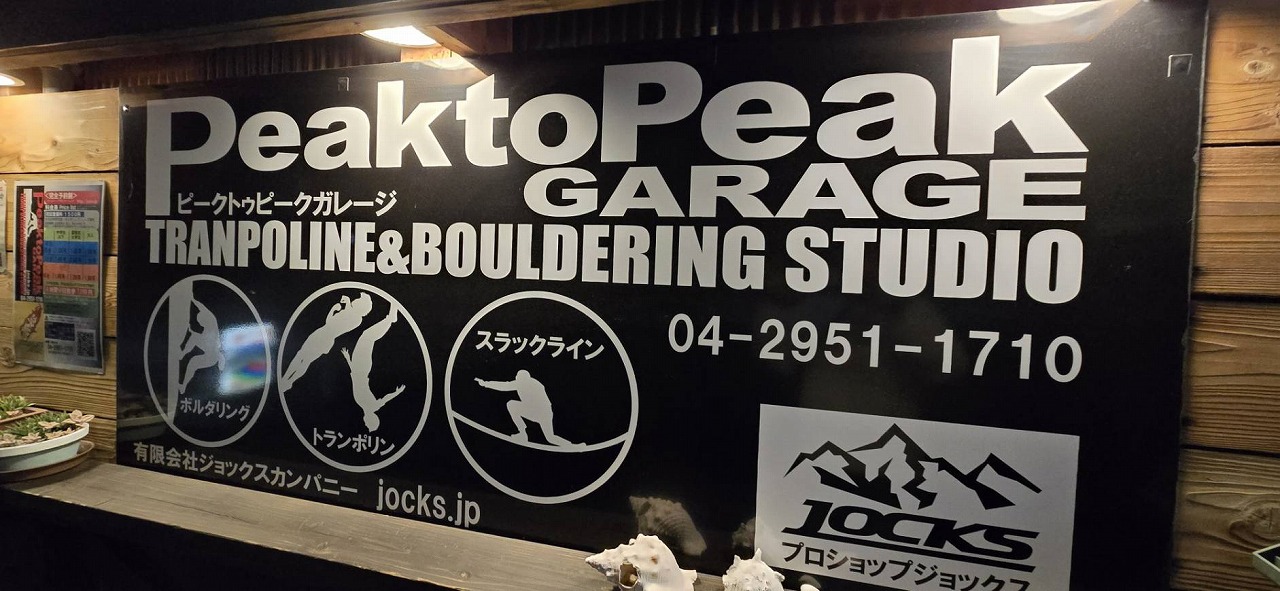 PeaktoPeak
GARAGE
ピークトゥピークガレージ
TRANPOLINE&BOULDERING STUDIO
04-2951-1710
ボルダリング
トランポリン
スラックライン
有限会社ジョックスカンパニー jocks.jp
JOCKS
プロショップジョックス